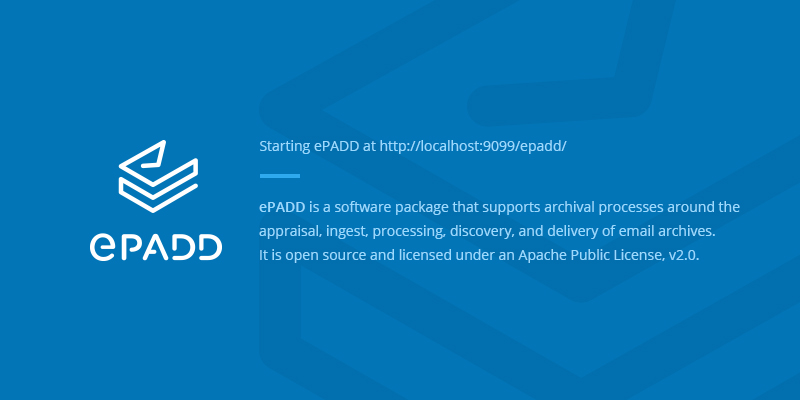 Starting ePADD at http://localhost:9099/epadd/
ePADD
ePADD is a software package that supports archival processes around the
appraisal, ingest, processing, discovery, and delivery of email archives.
It is open source and licensed under an Apache Public License, v2.0.